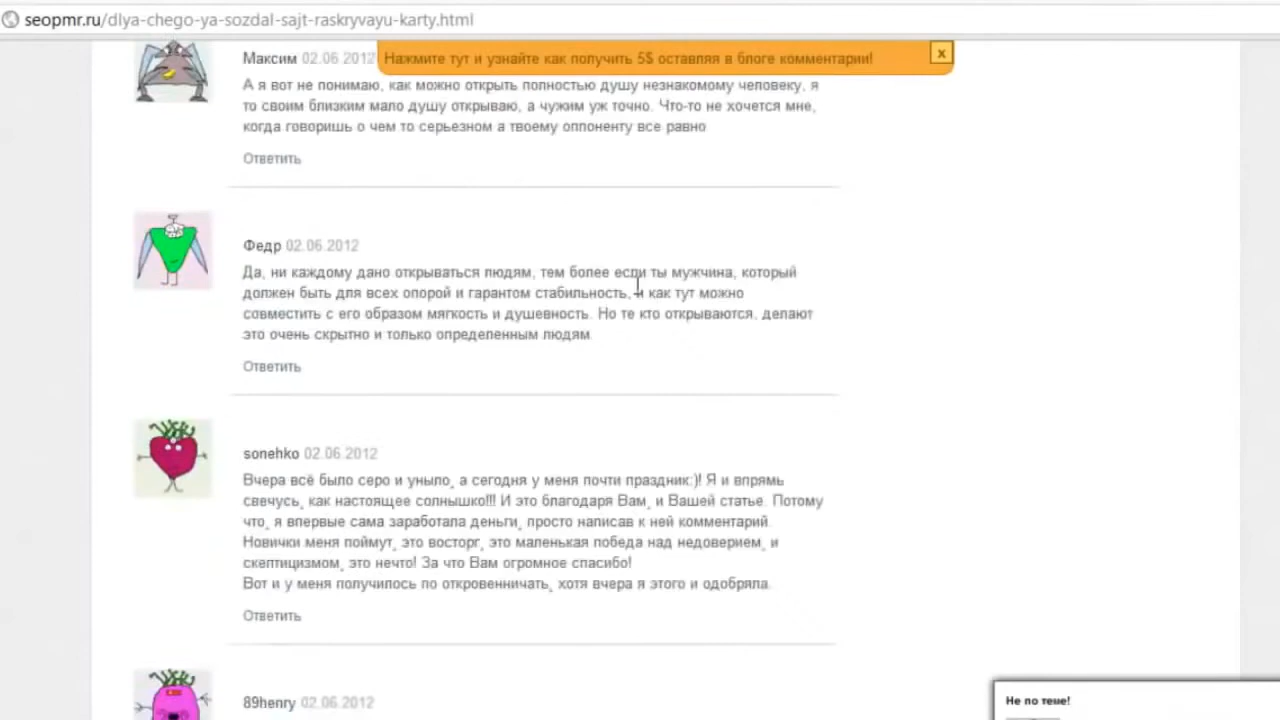 seopmr.ru/dlya-chego-ya-sozdal-sajt-raskryvayu-karty.html
Нажмите тут и узнайте как получить 5$ оставляя в блоге комментарии!
x
Максим 02.06.2012
А я вот не понимаю, как можно открыть полностью душу незнакомому человеку, я
то своим близким мало душу открываю, а чужим уж точно. Что-то не хочется мне,
когда говоришь о чем то серьезном а твоему оппоненту все равно
Ответить
Федр 02.06.2012
Да, ни каждому дано открываться людям, тем более если ты мужчина, который
должен быть для всех опорой и гарантом стабильность, и как тут можно
совместить с его образом мягкость и душевность. Но те кто открываются, делают
это очень скрытно и только определенным людям.
Ответить
sonehko 02.06.2012
Вчера всё было серо и уныло, а сегодня у меня почти праздник:)! Я и впрямь
свечусь, как настоящее солнышко!!! И это благодаря Вам, и Вашей статье. Потому
что, я впервые сама заработала деньги, просто написав к ней комментарий.
Новички меня поймут, это восторг, это маленькая победа над недоверием, и
скептицизмом, это нечто! За что Вам огромное спасибо!
Вот и у меня получилось по откровенничать, хотя вчера я этого и одобряла.
Ответить
89henry 02.06.2012
Не по теме!